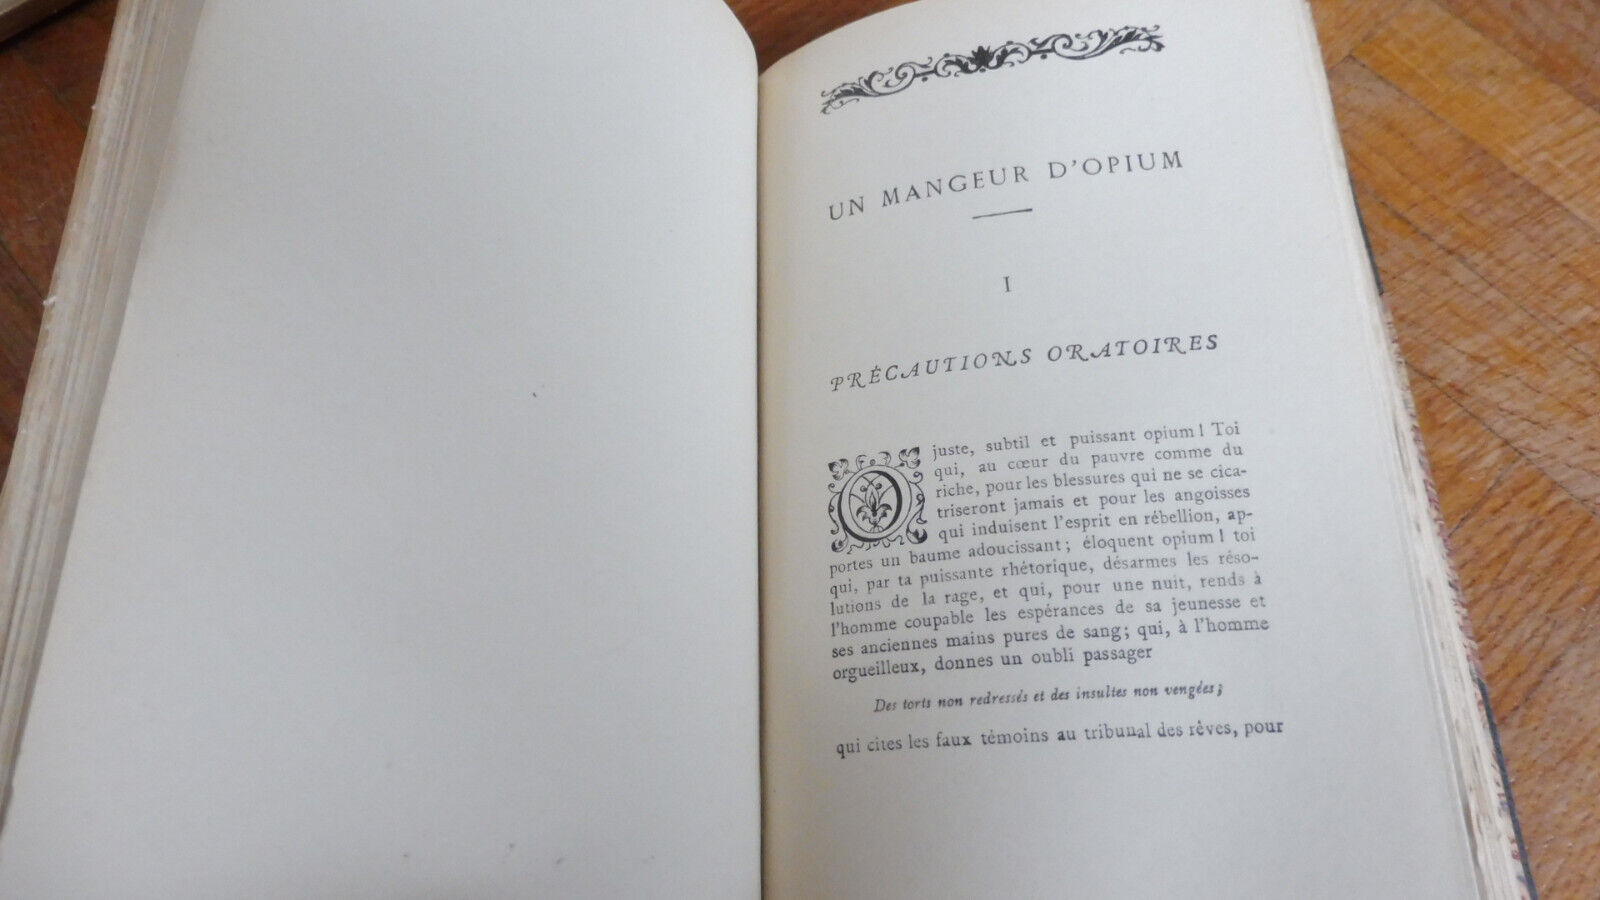 UN MANGEUR D'OPIUM
I
PRÉCAUTIONS ORATOIRES
O juste, subtil et puissant opium ! Toi
qui, au cœur du pauvre comme du
riche, pour les blessures qui ne se cica-
triseront jamais et pour les angoisses
qui induisent l'esprit en rébellion, ap-
portes un baume adoucissant ; éloquent opium ! toi
qui, par ta puissante rhétorique, désarmes les réso-
lutions de la rage, et qui, pour une nuit, rends à
l'homme coupable les espérances de sa jeunesse et
ses anciennes mains pures de sang ; qui, à l'homme
orgueilleux, donnes un oubli passager
Des torts non redressés et des insultes non vengées ;
qui cites les faux témoins au tribunal des rêves, pour